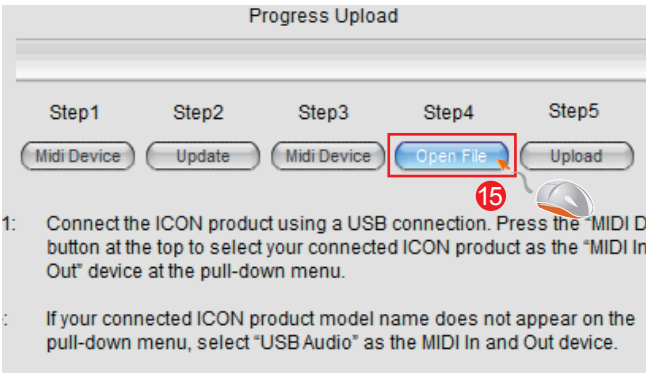 Progress Upload
Step1 Step2 Step3 Step4 Step5
Midi Device Update Midi Device Open File Upload
15
1: Connect the ICON product using a USB connection. Press the “MIDI D
button at the top to select your connected ICON product as the “MIDI In
Out” device at the pull-down menu.
: If your connected ICON product model name does not appear on the
pull-down menu, select “USB Audio” as the MIDI In and Out device.